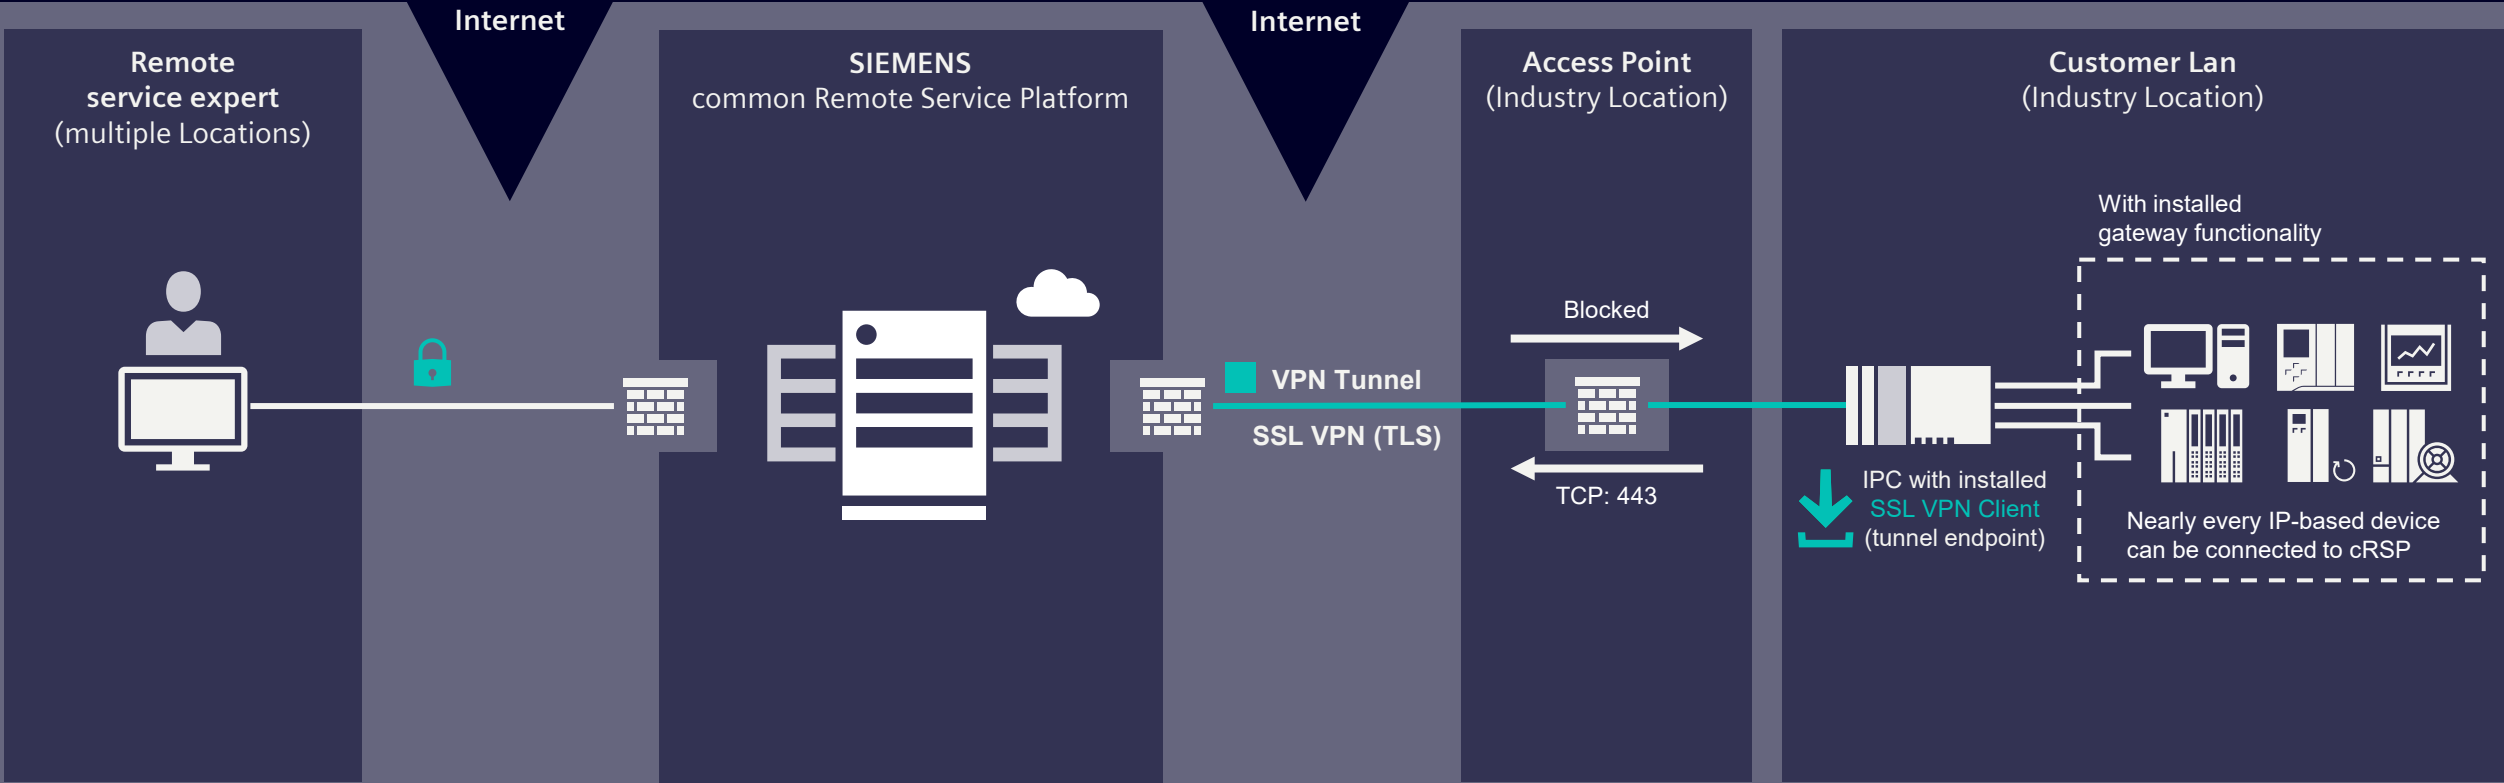 Remote
service expert
(multiple Locations)
Internet
SIEMENS
common Remote Service Platform
Internet
VPN Tunnel
SSL VPN (TLS)
Access Point
(Industry Location)
Blocked
TCP: 443
Customer Lan
(Industry Location)
With installed
gateway functionality
IPC with installed
SSL VPN Client
(tunnel endpoint)
Nearly every IP-based device
can be connected to cRSP